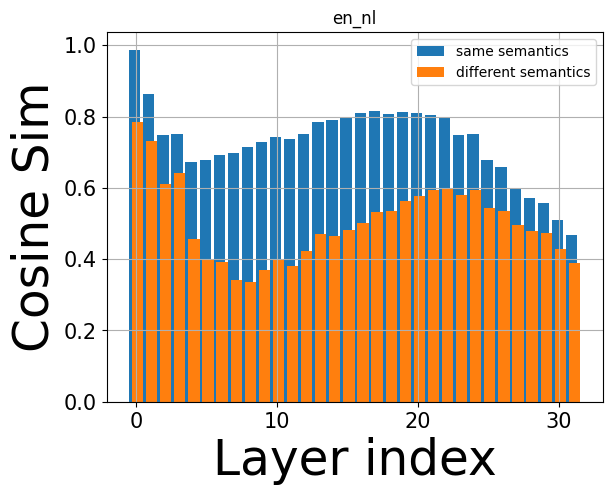 en_nl
same semantics
different semantics
Cosine Sim
1.0
0.8
0.6
0.4
0.2
0.0
0 10 20 30
Layer index